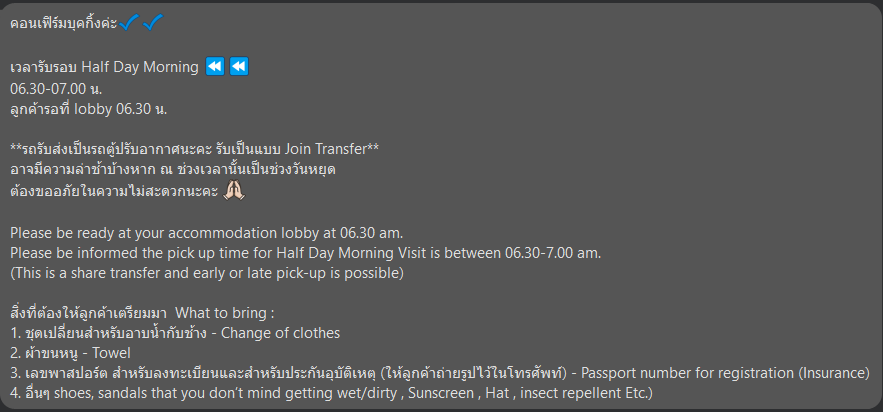 คอนเฟิร์มบุคกิ้งค่ะ✔️ ✔️
เวลารับรอบ Half Day Morning ⏪ ⏪
06.30-07.00 น.
ลูกค้ารอที่ lobby 06.30 น.
**รถรับส่งเป็นรถตู้ปรับอากาศนะคะ รับเป็นแบบ Join Transfer**
อาจมีความล่าช้าบ้างหาก ณ ช่วงเวลานั้นเป็นช่วงวันหยุด
ต้องขออภัยในความไม่สะดวกนะคะ 🙏🏻
Please be ready at your accommodation lobby at 06.30 am.
Please be informed the pick up time for Half Day Morning Visit is between 06.30-7.00 am.
(This is a share transfer and early or late pick-up is possible)
สิ่งที่ต้องให้ลูกค้าเตรียมมา  What to bring :
1. ชุดเปลี่ยนสำหรับอาบน้ำกับช้าง - Change of clothes
2. ผ้าขนหนู - Towel
3. เลขพาสปอร์ต สำหรับลงทะเบียนและสำหรับประกันอุบัติเหตุ (ให้ลูกค้าถ่ายรูปไว้ในโทรศัพท์) - Passport number for registration (Insurance)
4. อื่นๆ shoes, sandals that you don’t mind getting wet/dirty , Sunscreen , Hat , insect repellent Etc.)